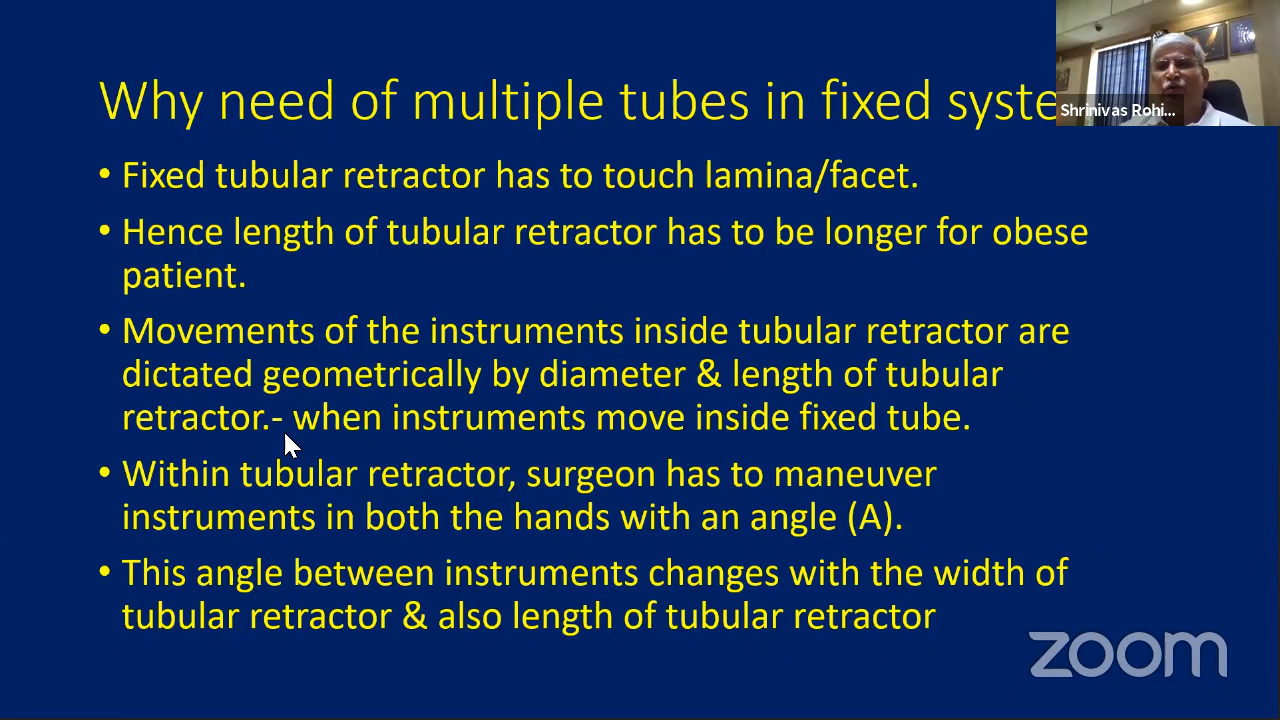 Why need of multiple tubes in fixed syste
Shrinivas Rohi...
• Fixed tubular retractor has to touch lamina/facet.
• Hence length of tubular retractor has to be longer for obese
patient.
• Movements of the instruments inside tubular retractor are
dictated geometrically by diameter & length of tubular
retractor.- when instruments move inside fixed tube.
• Within tubular retractor, surgeon has to maneuver
instruments in both the hands with an angle (A).
• This angle between instruments changes with the width of
tubular retractor & also length of tubular retractor
zoom